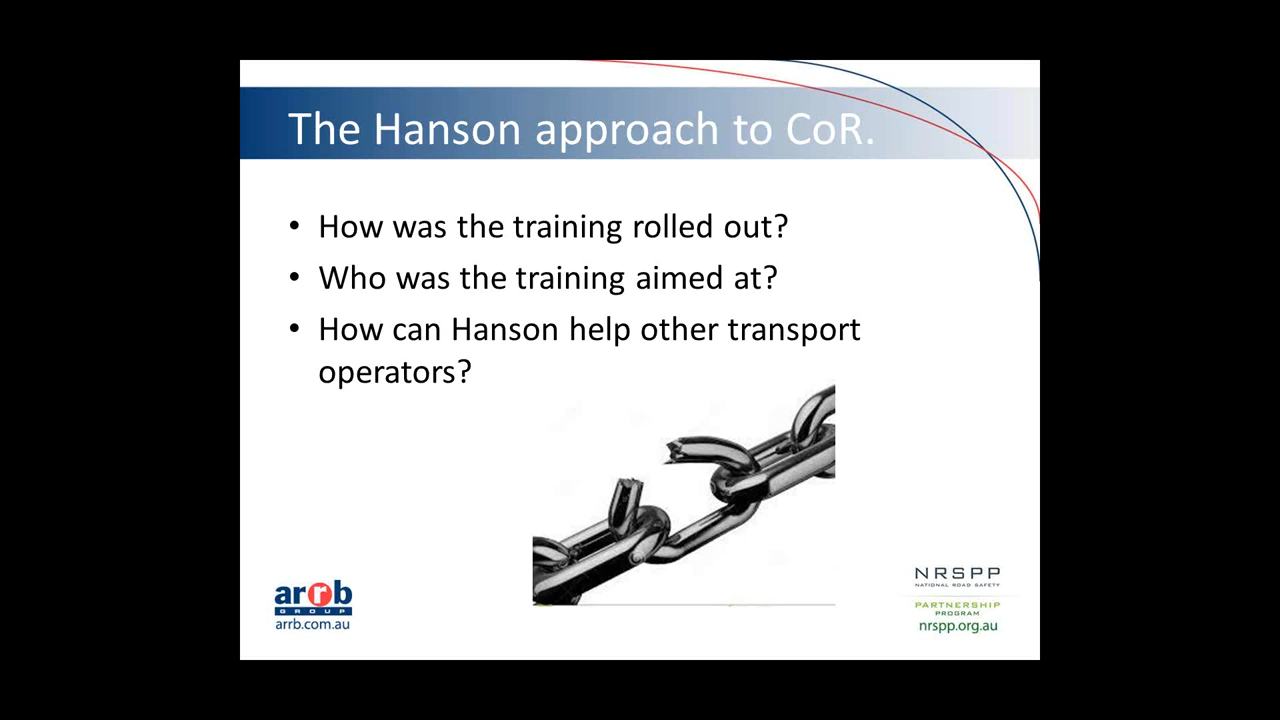 The Hanson approach to CoR.
• How was the training rolled out?
• Who was the training aimed at?
• How can Hanson help other transport
operators?
arrb
GROUP
arrb.com.au
NRSPP
NATIONAL ROAD SAFETY
PARTNERSHIP
PROGRAM
nrspp.org.au